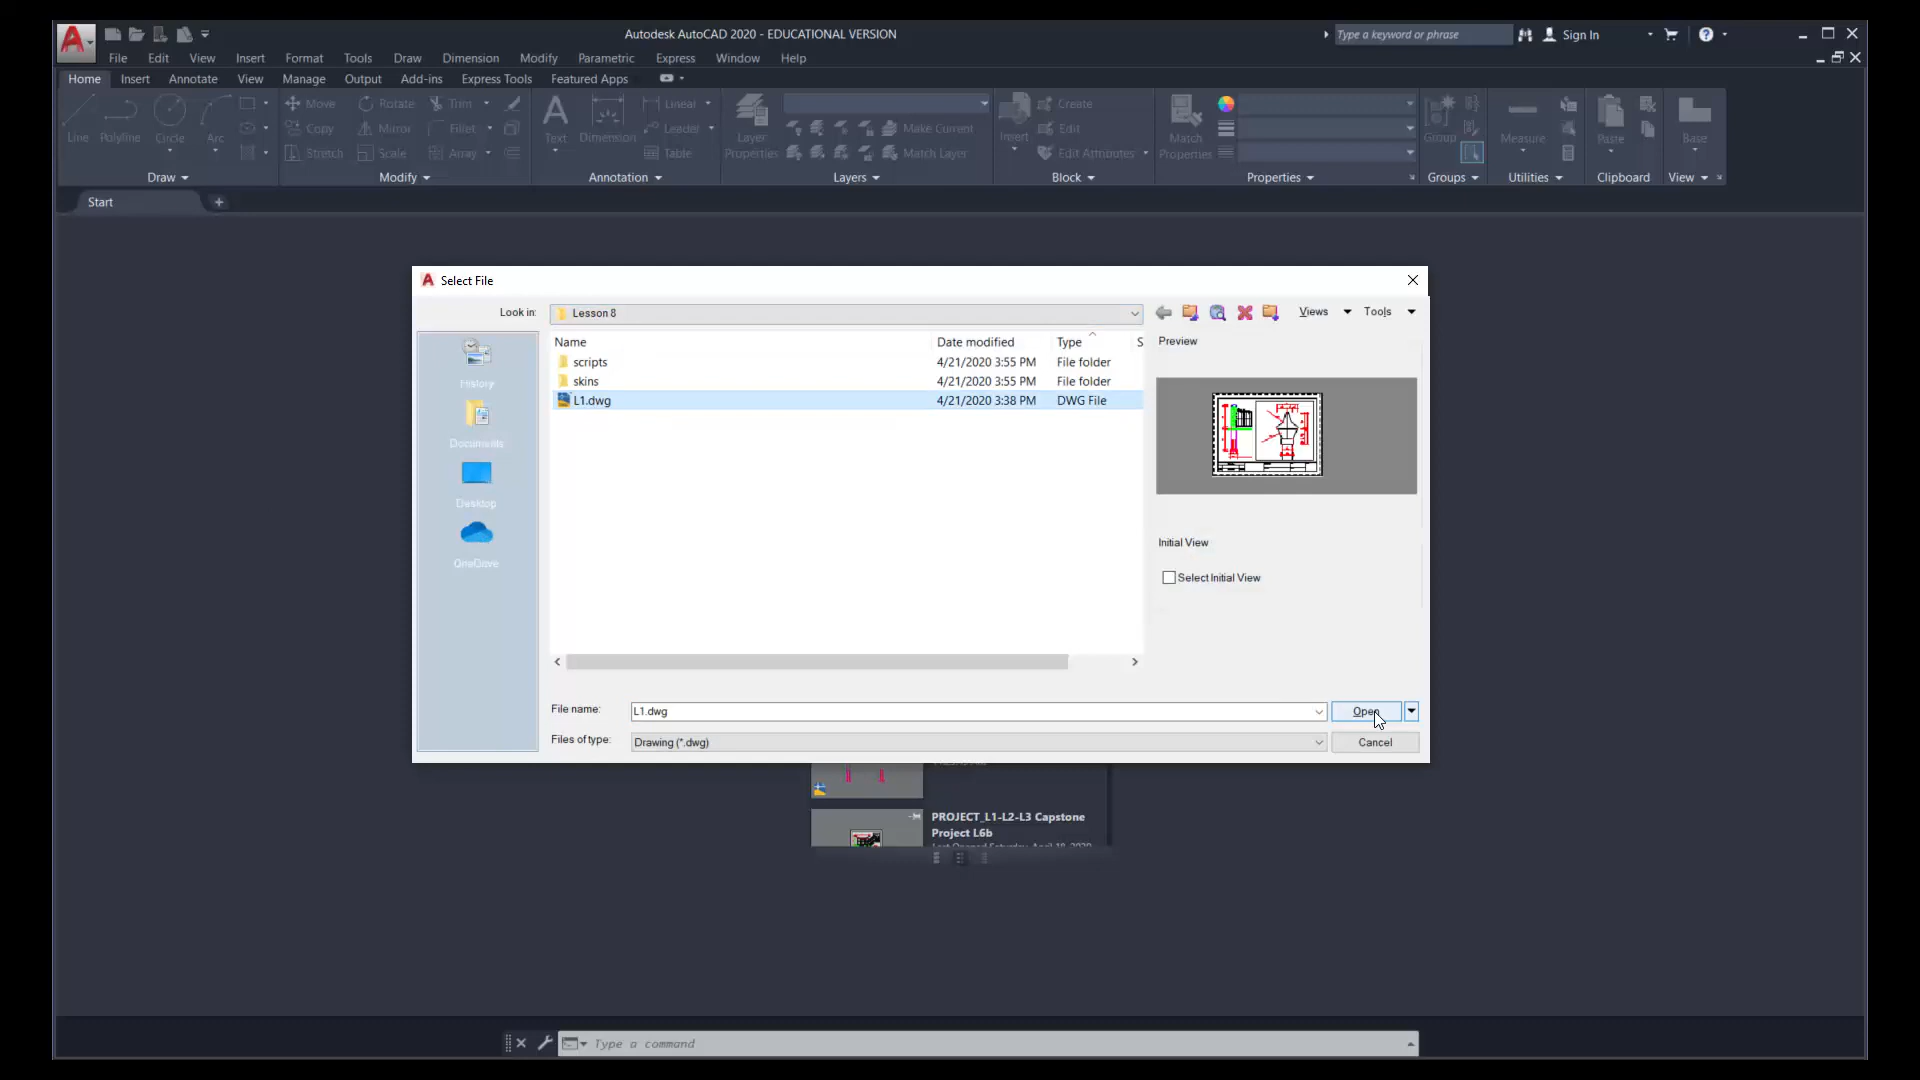 Autodesk AutoCAD 2020 - EDUCATIONAL VERSION
Type a keyword or phrase
Sign In
File Edit View Insert Format Tools Draw Dimension Modify Parametric Express Window Help
Home Insert Annotate View Manage Output Add-ins Express Tools Featured Apps
Line Polyline Circle Arc
Move Rotate Trim
Copy Mirror Fillet
Stretch Scale Array
Text Dimension
Linear
Leader
Table
Layer Properties
Make Current
Match Layer
Insert
Create
Edit
Edit Attributes
Match Properties
Group
Measure
Paste
Base
Draw Modify Annotation Layers Block Properties Groups Utilities Clipboard View
Start
Select File
Look in: Lesson 8
Views Tools
History
Documents
Desktop
OneDrive
Name Date modified Type S
scripts 4/21/2020 3:55 PM File folder
skins 4/21/2020 3:55 PM File folder
L1.dwg 4/21/2020 3:38 PM DWG File
Preview
Initial View
Select Initial View
File name: L1.dwg Open
Files of type: Drawing (*.dwg) Cancel
PROJECT_L1-L2-L3 Capstone
Project L6b
Last Opened Saturday, April 18, 2020
Type a command